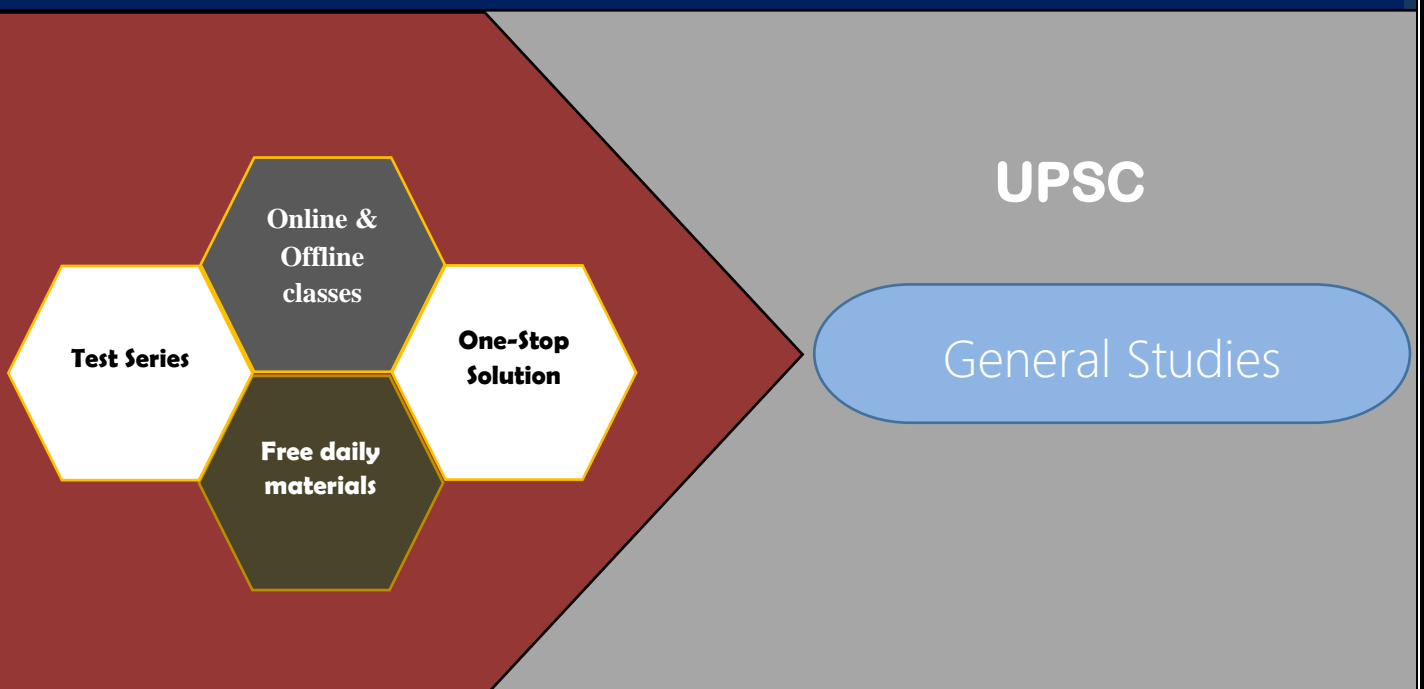 Online &
Offline
classes
Test Series
One-Stop
Solution
Free daily
materials
UPSC
General Studies